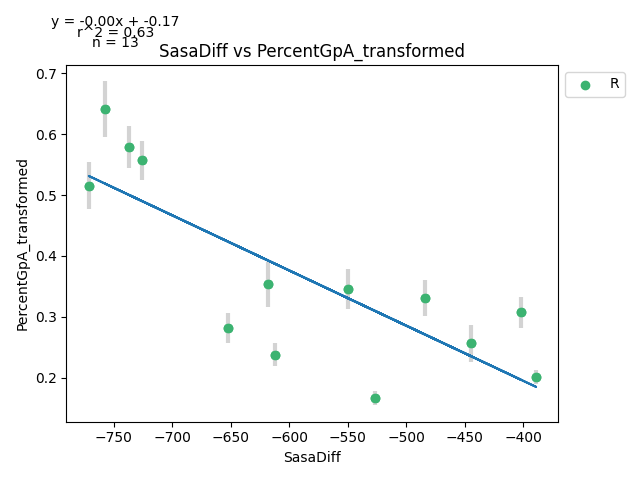 y = -0.00x + -0.17
r^2 = 0.63
n = 13
SasaDiff vs PercentGpA_transformed
R
0.7
0.6
0.5
0.4
0.3
0.2
PercentGpA_transformed
−750 −700 −650 −600 −550 −500 −450 −400
SasaDiff